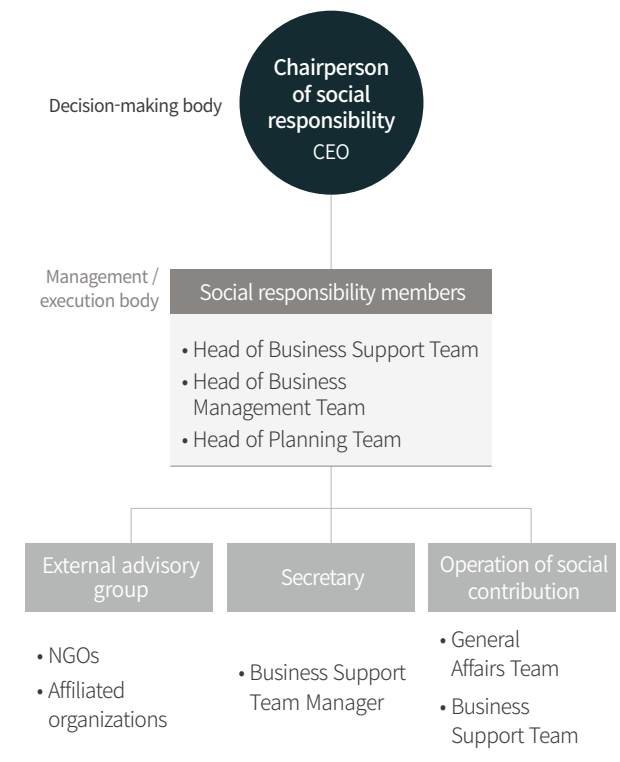 Chairperson
of social
responsibility
CEO
Decision-making body
Management /
execution body
Social responsibility members
• Head of Business Support Team
• Head of Business
Management Team
• Head of Planning Team
External advisory
group
• NGOs
• Affiliated
organizations
Secretary
• Business Support
Team Manager
Operation of social
contribution
• General
Affairs Team
• Business
Support Team